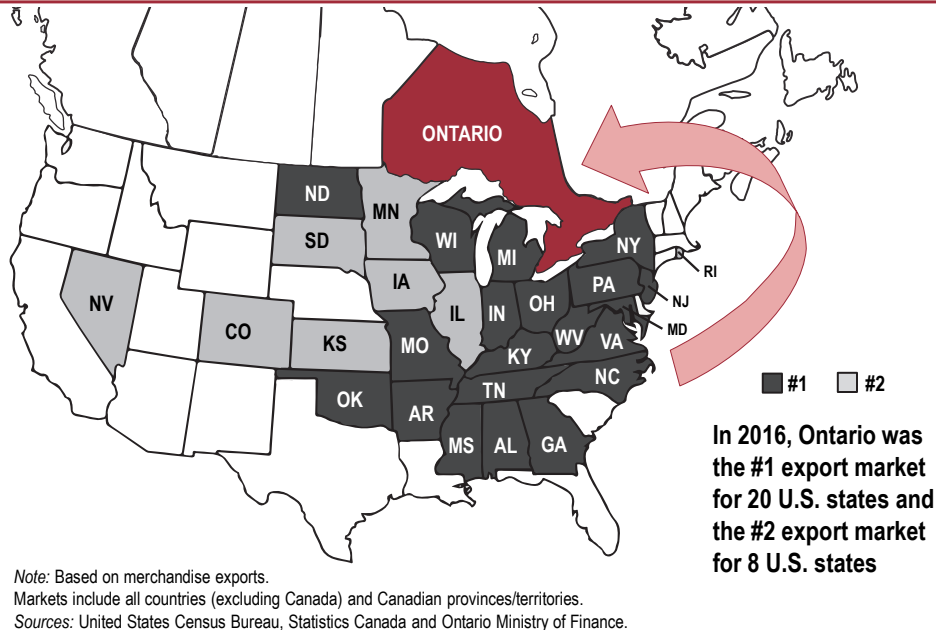 ONTARIO
ND
MN
SD
WI
MI
NY
RI
IA
PA
NJ
NV
IL
IN
OH
MD
CO
KS
MO
WV
VA
KY
NC
TN
OK
AR
MS
AL
GA
#1
#2
In 2016, Ontario was
the #1 export market
for 20 U.S. states and
the #2 export market
for 8 U.S. states
Note: Based on merchandise exports.
Markets include all countries (excluding Canada) and Canadian provinces/territories.
Sources: United States Census Bureau, Statistics Canada and Ontario Ministry of Finance.